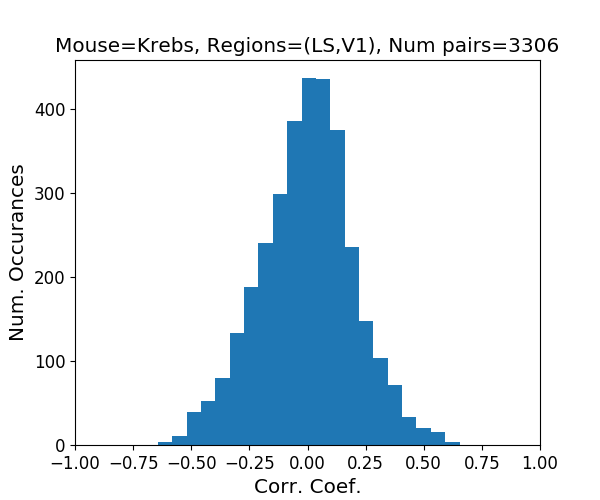 Mouse=Krebs, Regions=(LS,V1), Num pairs=3306
Num. Occurances
400
300
200
100
0
−1.00 −0.75 −0.50 −0.25 0.00 0.25 0.50 0.75 1.00
Corr. Coef.